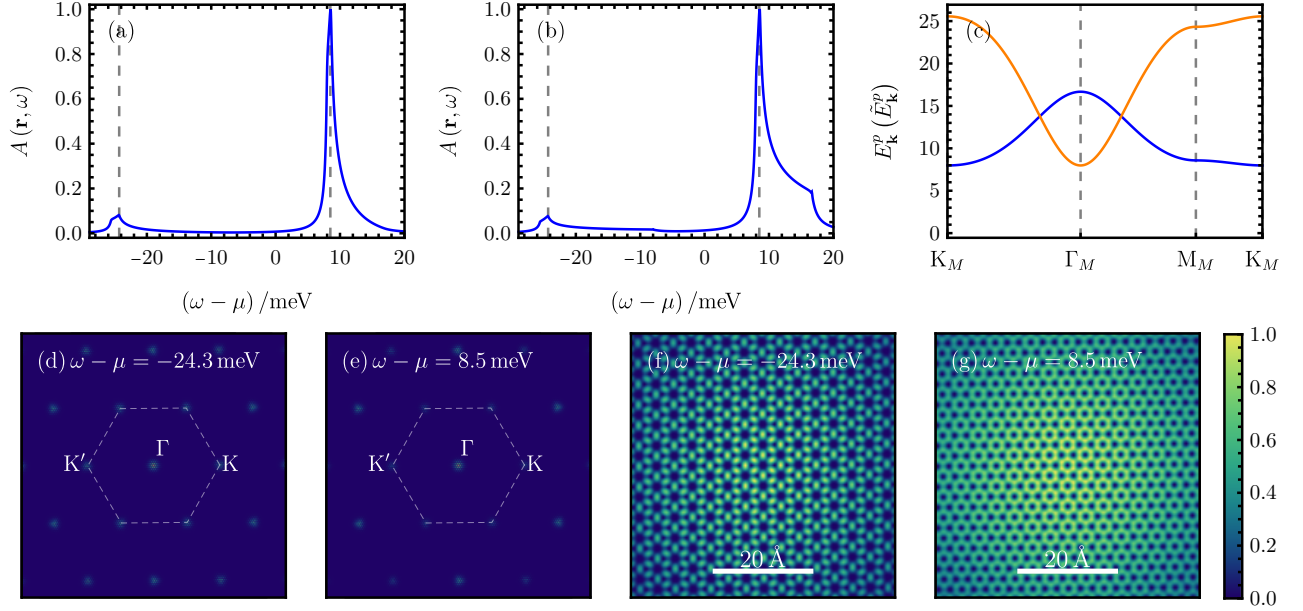 (a)
A (r, ω)
1.0
0.8
0.6
0.4
0.2
0.0
−20
−10
0
10
20
(ω − μ) /meV
(b)
A (r, ω)
1.0
0.8
0.6
0.4
0.2
0.0
−20
−10
0
10
20
(ω − μ) /meV
(c)
E^p_k (Ẽ^p_k)
25
20
15
10
5
0
K_M
Γ_M
M_M
K_M
(d) ω − μ = −24.3 meV
Γ
K′
K
(e) ω − μ = 8.5 meV
Γ
K′
K
(f) ω − μ = −24.3 meV
20 Å
(g) ω − μ = 8.5 meV
20 Å
1.0
0.8
0.6
0.4
0.2
0.0